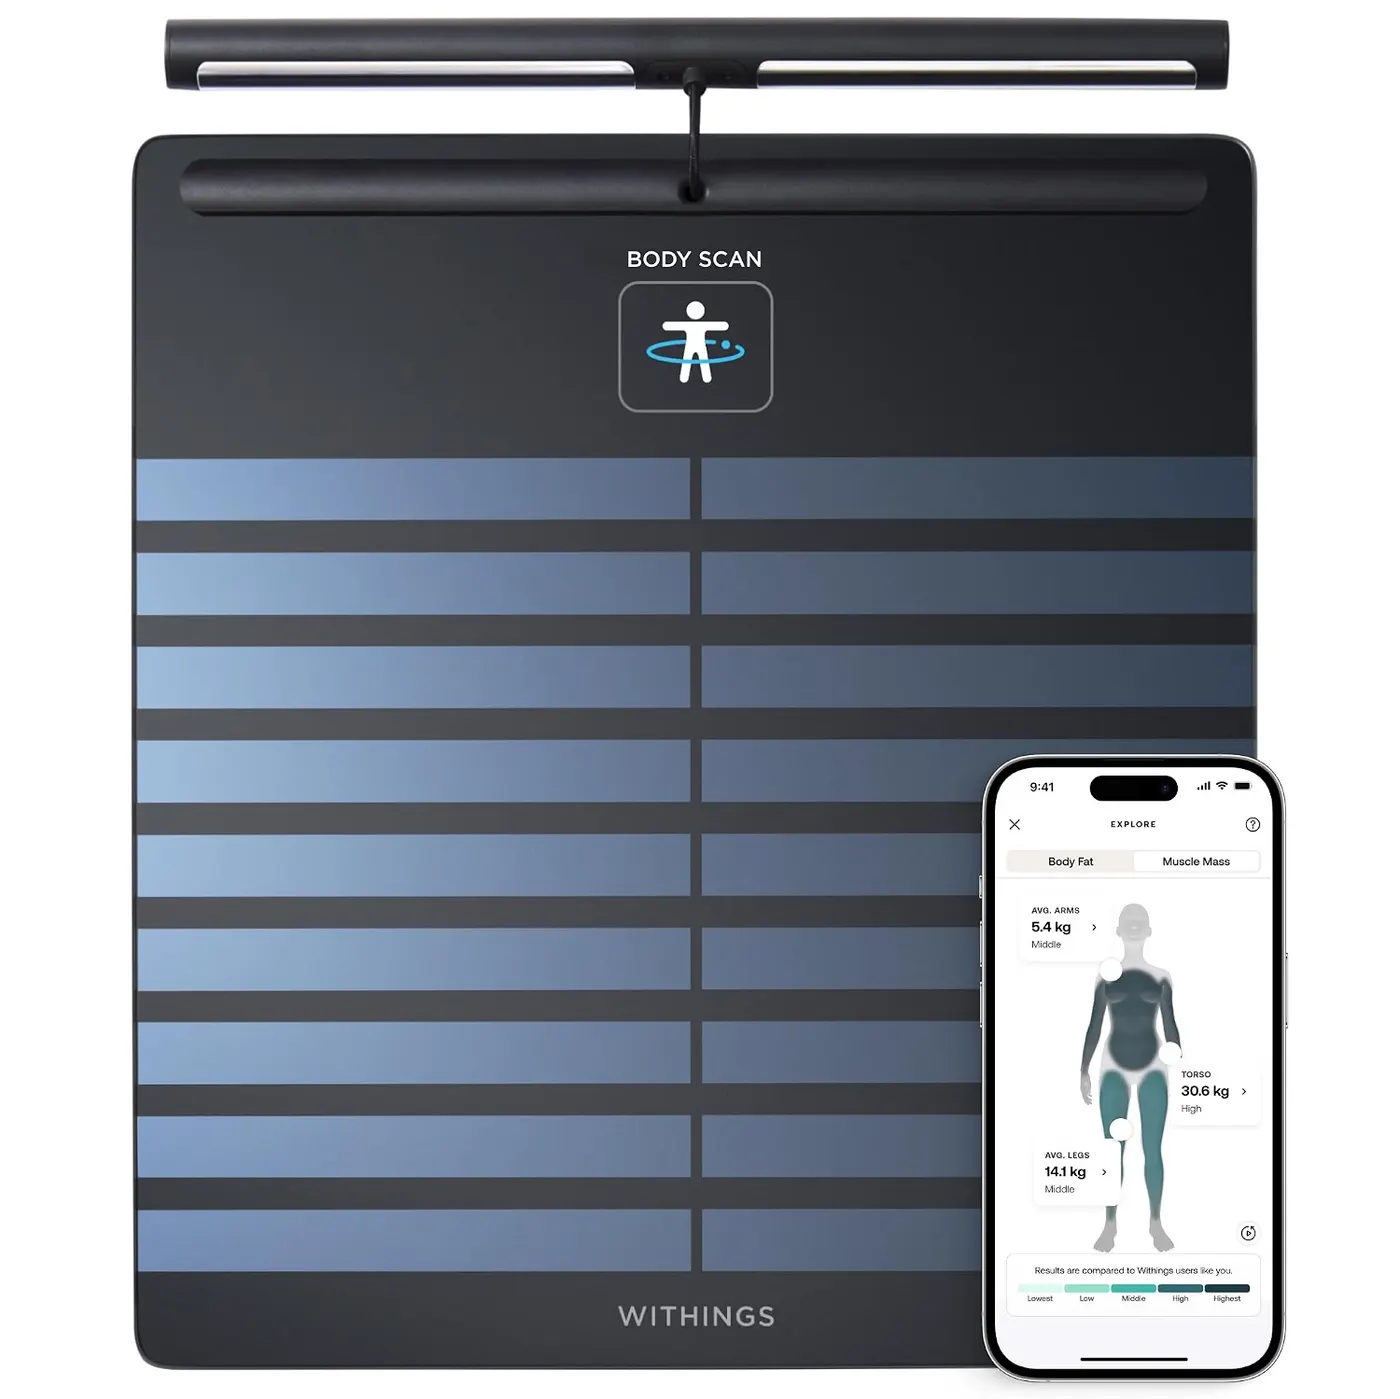 BODY SCAN
WITHINGS
9:41
EXPLORE
Body Fat
Muscle Mass
AVG. ARMS
5.4 kg
Middle
TORSO
30.6 kg
High
AVG. LEGS
14.1 kg
Middle
Results are compared to Withings users like you.
Lowest Low Middle High Highest